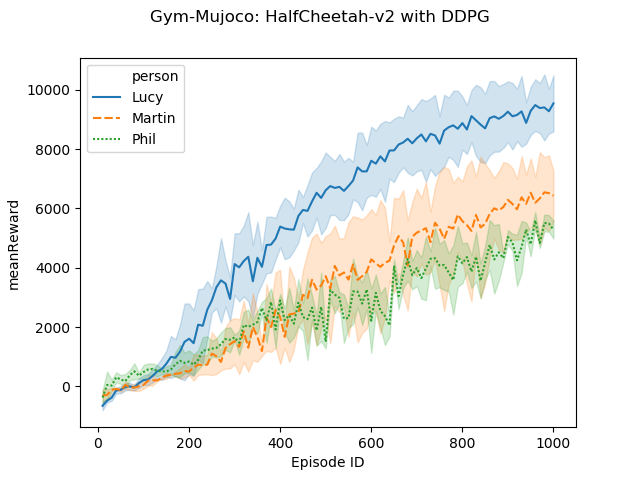 Gym-Mujoco: HalfCheetah-v2 with DDPG
person
Lucy
Martin
Phil
10000
8000
6000
4000
2000
0
meanReward
0 200 400 600 800 1000
Episode ID